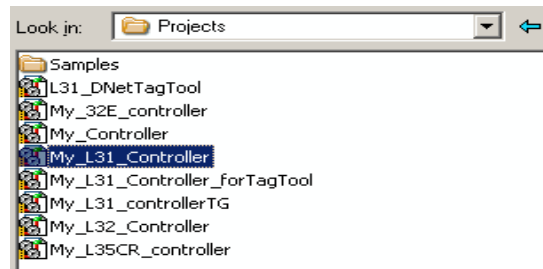 Look in: Projects
Samples
L31_DNetTagTool
My_32E_controller
My_Controller
My_L31_Controller
My_L31_Controller_forTagTool
My_L31_controllerTG
My_L32_Controller
My_L35CR_controller